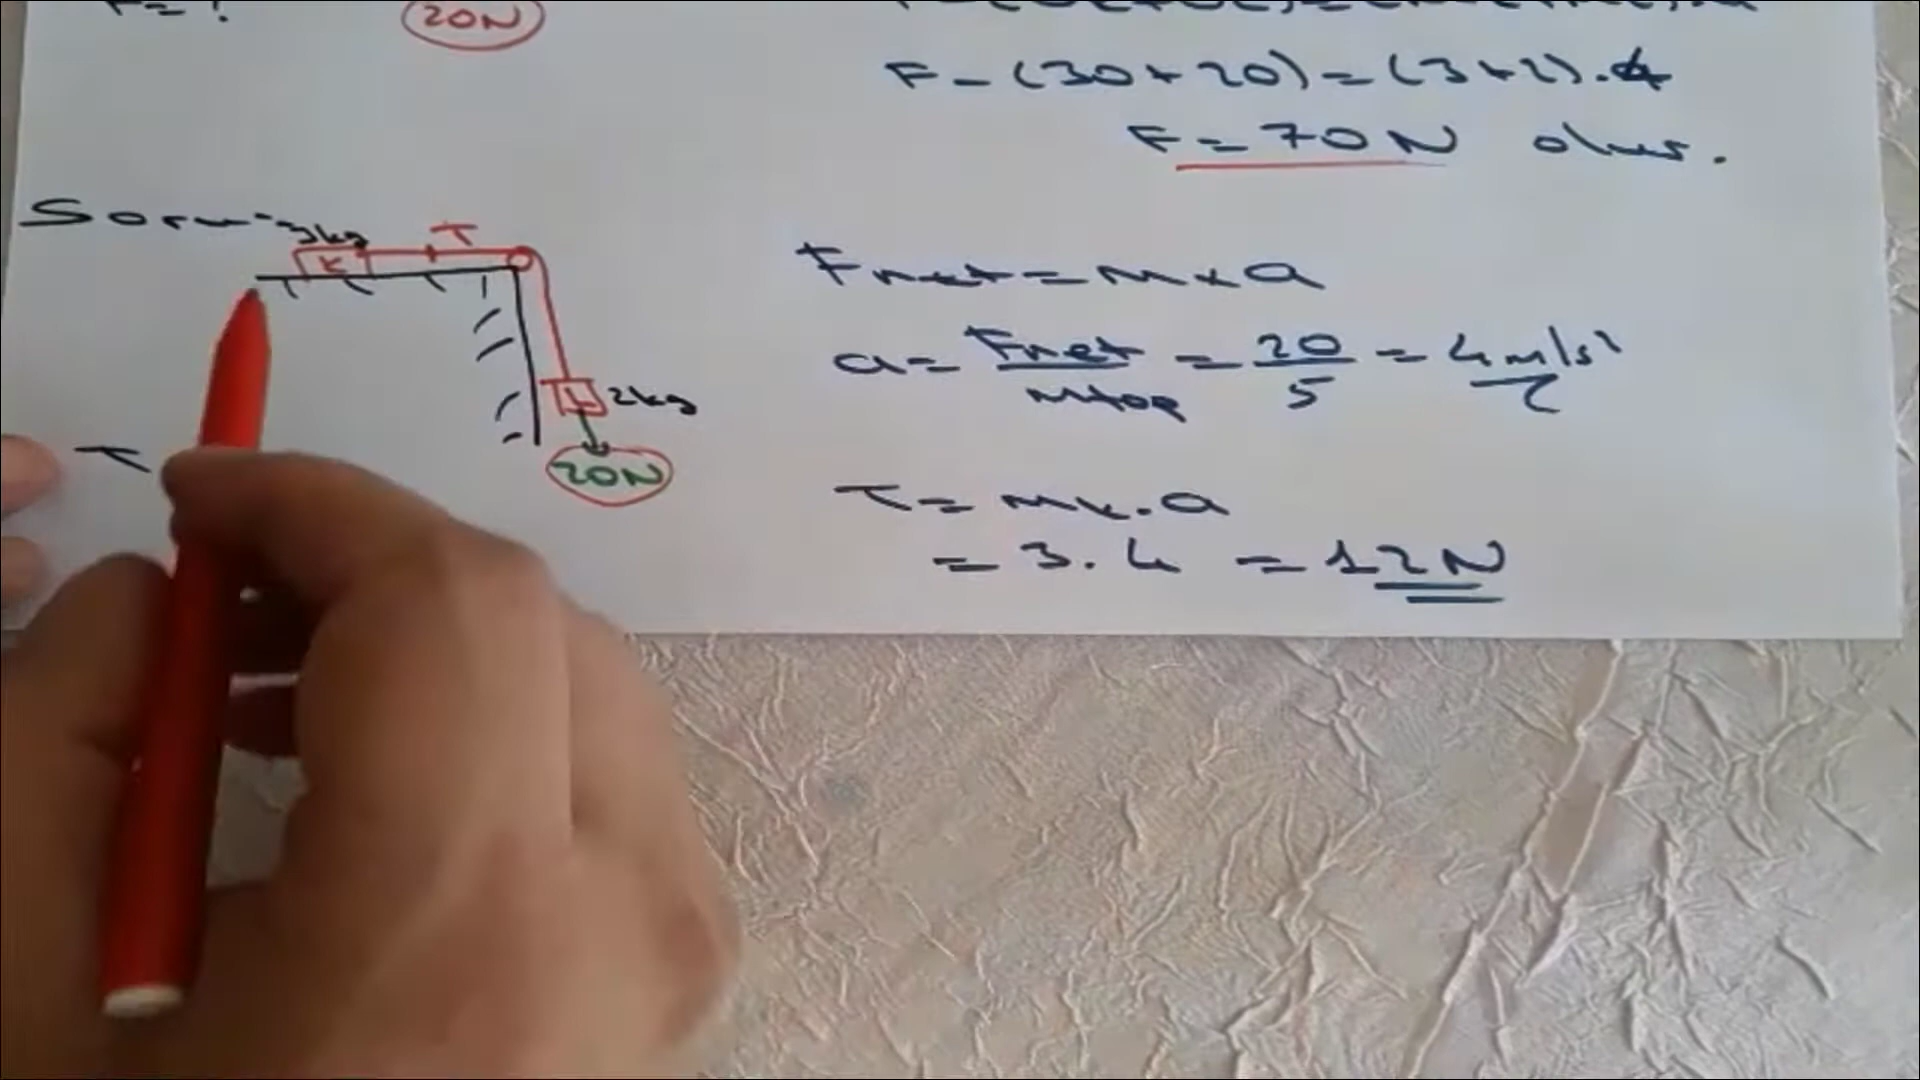 F=?
20N
F-(30+20)=(3+2).4
F=70N olur.
Soru:
3kg
T
K
L 2kg
20N
T
Fnet=m×a
a=Fnet/mtop=20/5=4m/s²
T=mk.a
=3.4=12N